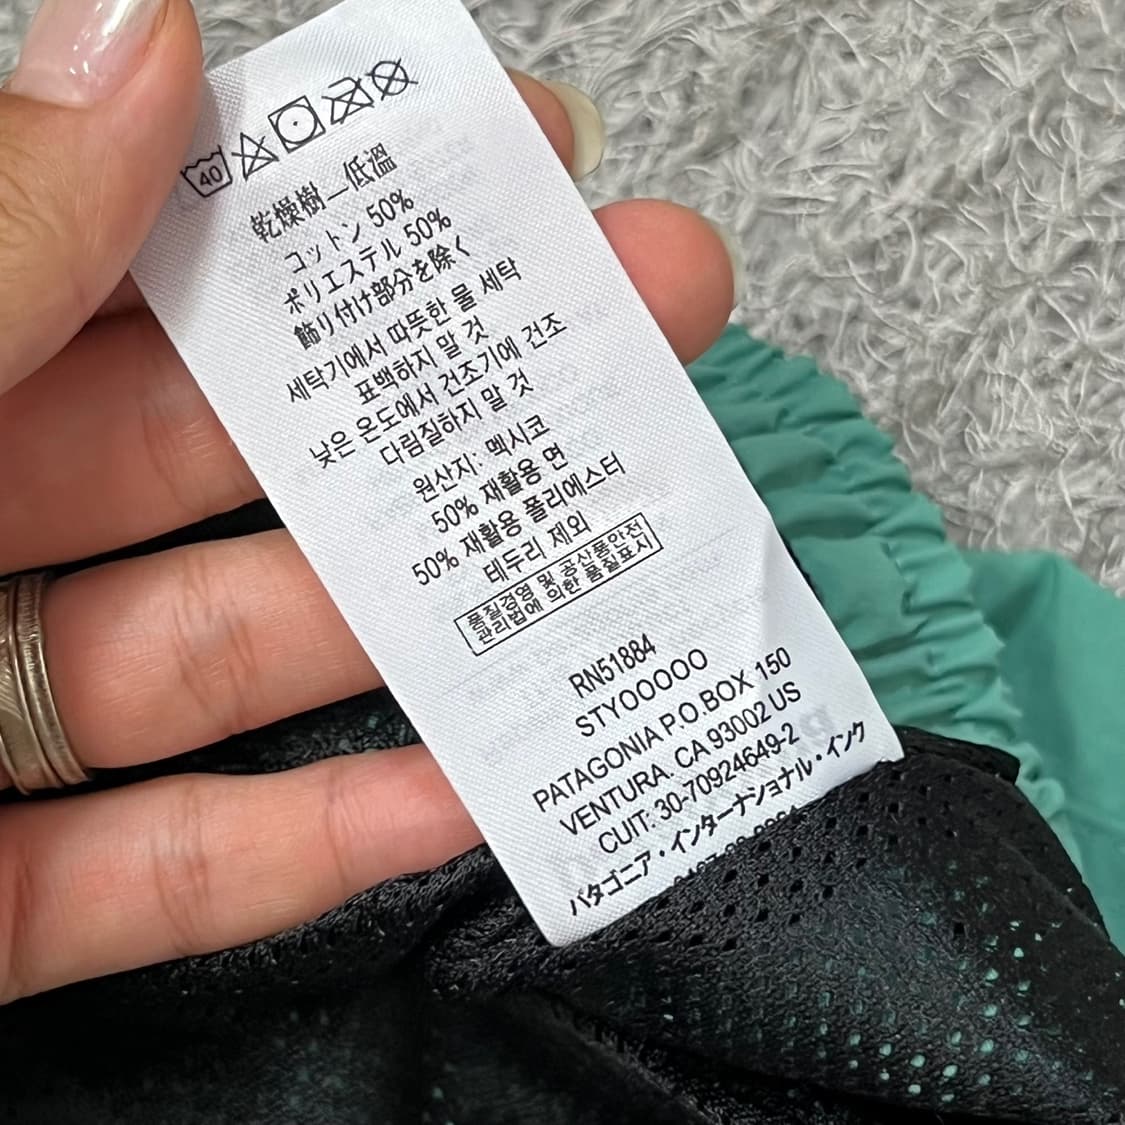 40
乾燥樹—低溫
コットン 50%
ポリエステル 50%
飾り付け部分を除く
세탁기에서 따뜻한 물 세탁
표백하지 말 것
낮은 온도에서 건조기에 건조
다림질하지 말 것
원산지: 멕시코
50% 재활용 면
50% 재활용 폴리에스터
테두리 제외
품질경영 및 공산품안전
관리법에 의한 품질표시
RN51884
STYOOOOO
PATAGONIA P.O.BOX 150
VENTURA. CA 93002 US
CUIT: 30-70924649-2
パタゴニア・インターナショナル・インク